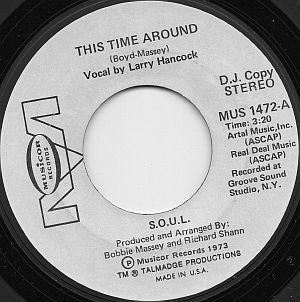 THIS TIME AROUND
(Boyd-Massey)
Vocal by Larry Hancock
D.J. Copy
STEREO
MUS 1472-A
Time: 3:20
Artal Music, Inc.
(ASCAP)
Real Deal Music
(ASCAP)
Recorded at
Groove Sound
Studio, N.Y.
MUSICOR
RECORDS
S.O.U.L.
Produced and Arranged By:
Bobbie Massey and Richard Shann
Ⓟ Musicor Records 1973
TM ® TALMADGE PRODUCTIONS
MADE IN U.S.A.